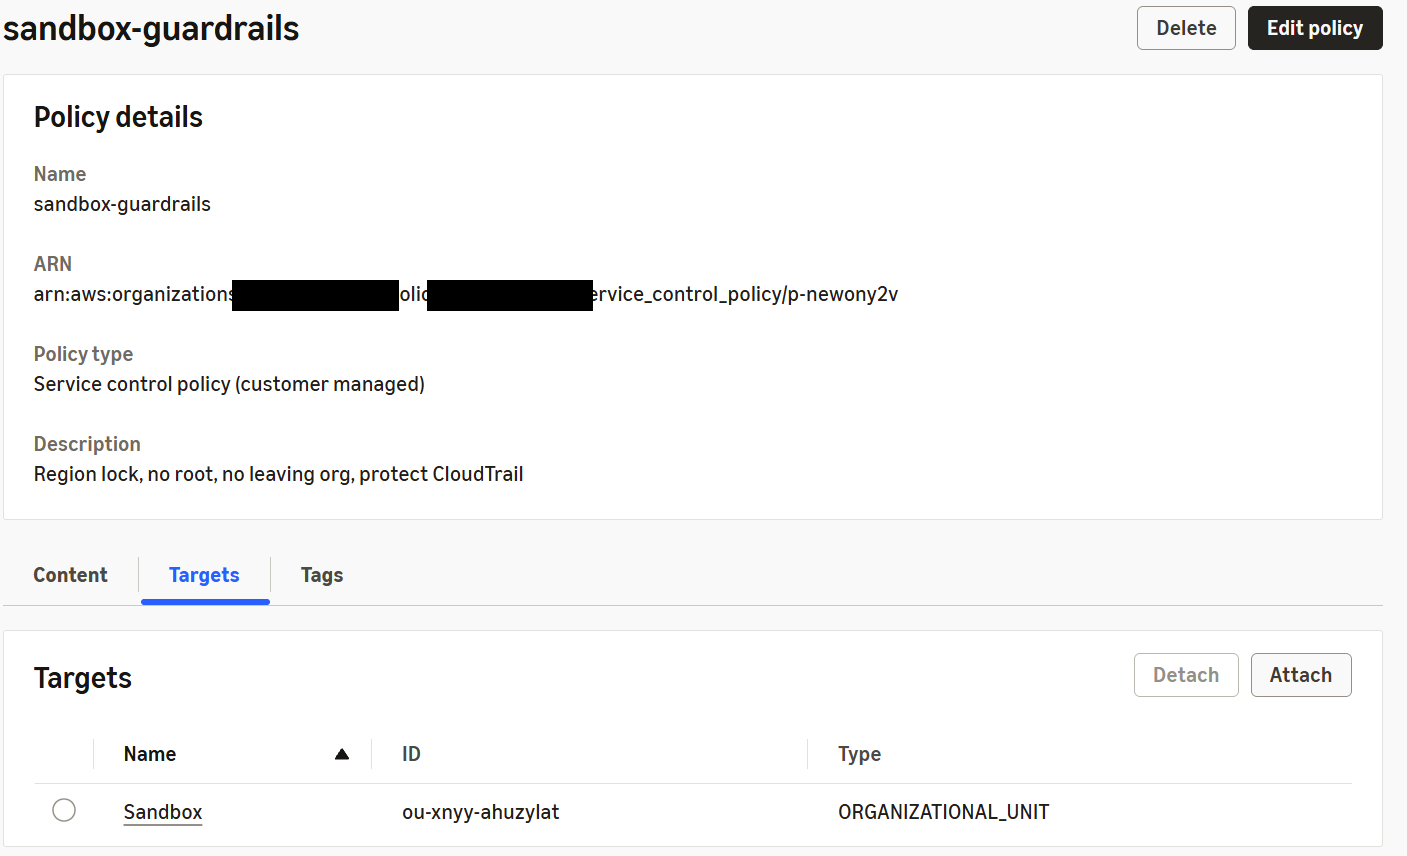 sandbox-guardrails
Delete
Edit policy
Policy details
Name
sandbox-guardrails
ARN
arn:aws:organizations olic ervice_control_policy/p-newony2v
Policy type
Service control policy (customer managed)
Description
Region lock, no root, no leaving org, protect CloudTrail
Content
Targets
Tags
Targets
Detach
Attach
Name ▲ ID Type
Sandbox ou-xnyy-ahuzylat ORGANIZATIONAL_UNIT